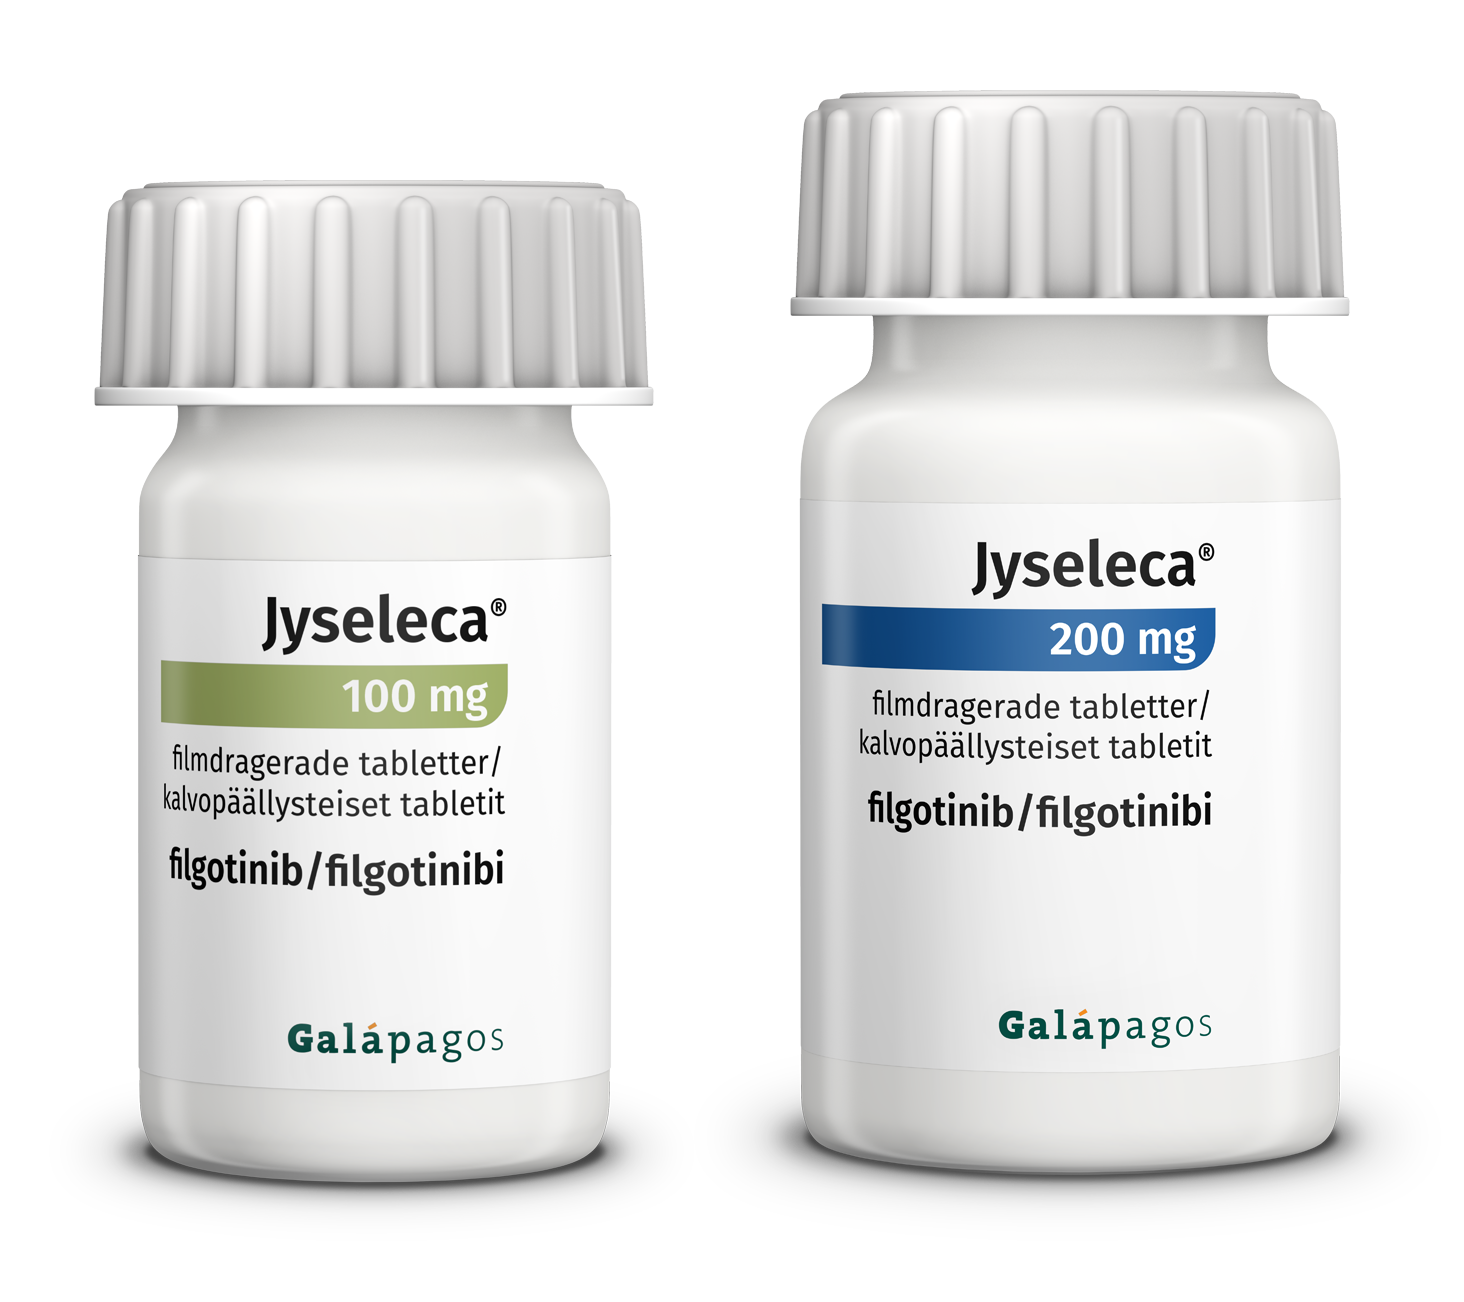 Jyseleca®
100 mg
filmdragerade tabletter/
kalvopäällysteiset tabletit
filgotinib/filgotinibi
Galápagos
Jyseleca®
200 mg
filmdragerade tabletter/
kalvopäällysteiset tabletit
filgotinib/filgotinibi
Galápagos